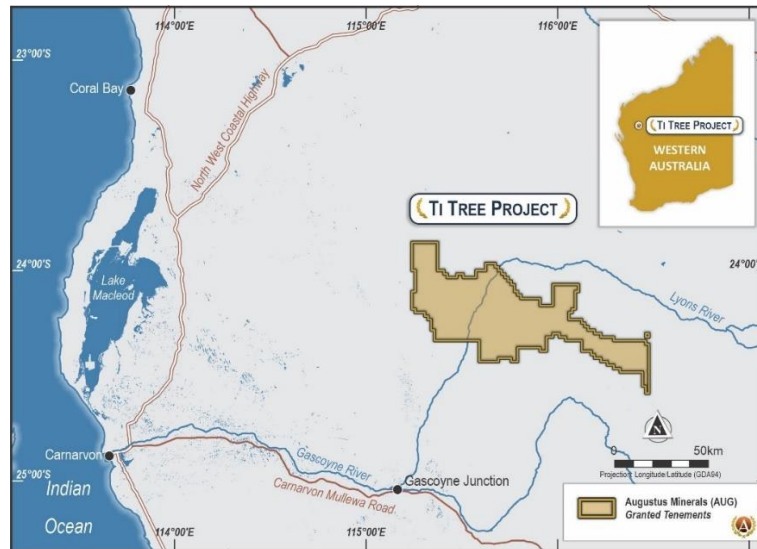 114°00'E
115°00'E
116°00'E
23°00'S
Coral Bay
North West Coastal Highway
TI TREE PROJECT
WESTERN
AUSTRALIA
TI TREE PROJECT
24°00'S
24°00'S
Lake
Macleod
Lyons River
Carnarvon
Gascoyne River
Gascoyne Junction
Carnarvon Mullewa Road.
25°00'S
Indian
Ocean
N
0
50km
Projection: Longitude Latitude (GDA94)
Augustus Minerals (AUG)
Granted Tenements
A
114°00'E
115°00'E